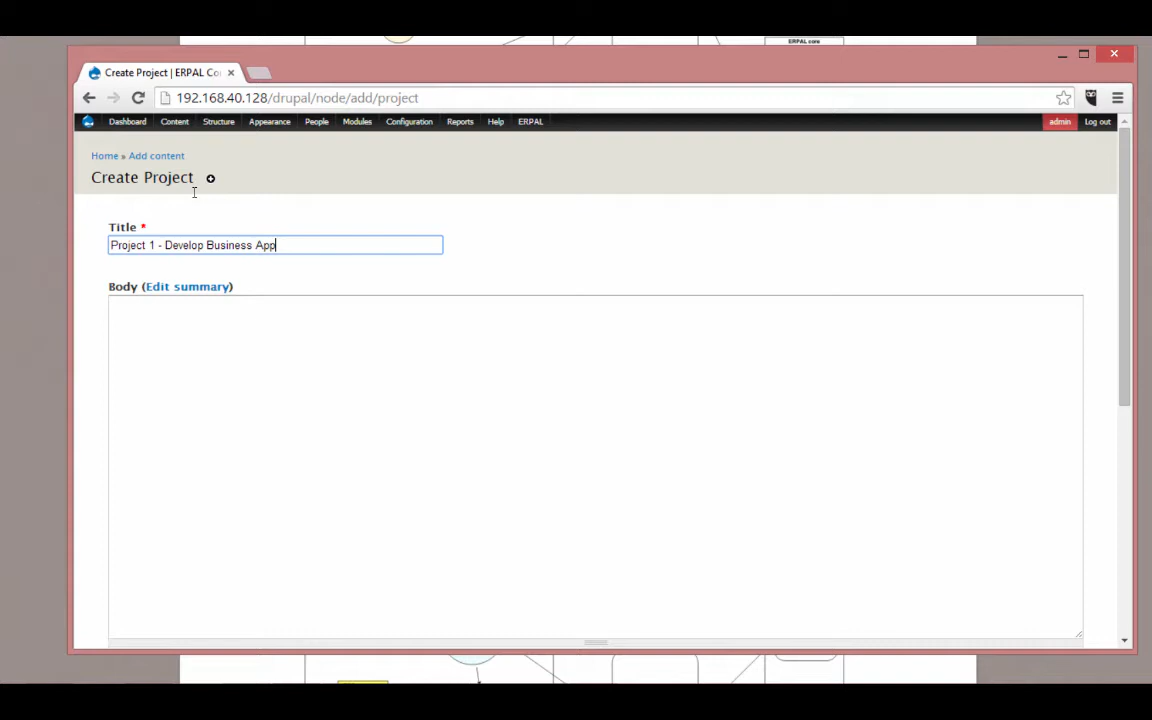 ERPAL core
Create Project | ERPAL Co
192.168.40.128/drupal/node/add/project
Dashboard Content Structure Appearance People Modules Configuration Reports Help ERPAL admin Log out
Home » Add content
Create Project
Title *
Project 1 - Develop Business App
Body (Edit summary)